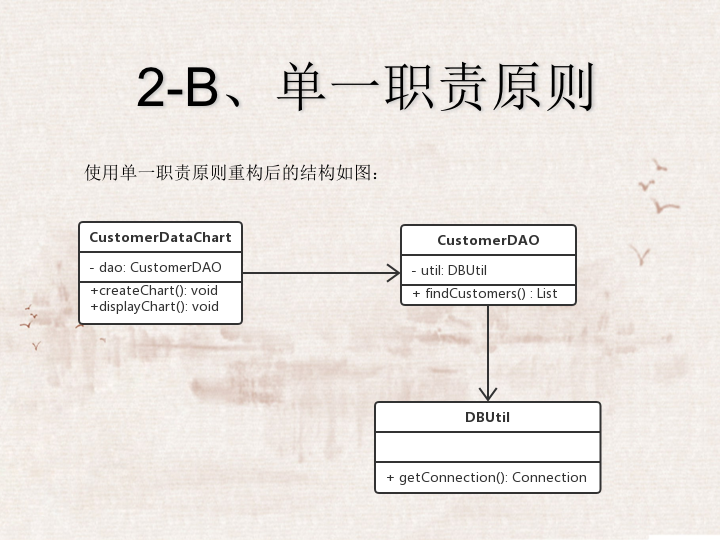 2-B、单一职责原则
使用单一职责原则重构后的结构如图：
CustomerDataChart
- dao: CustomerDAO
+createChart(): void
+displayChart(): void
CustomerDAO
- util: DBUtil
+ findCustomers() : List
DBUtil
+ getConnection(): Connection